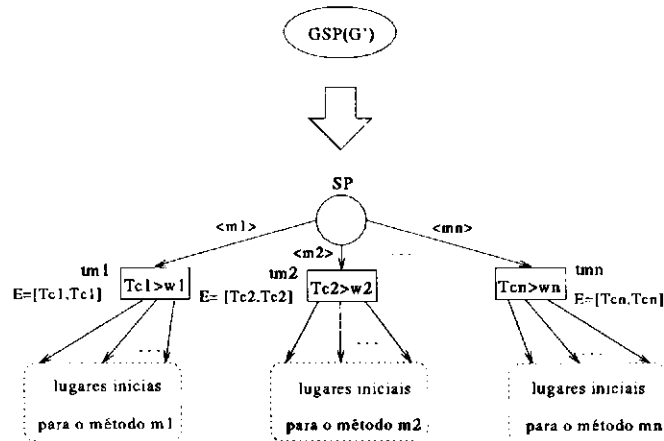 GSP(G')
SP
<m1>
<m2>
...
<mn>
tm1
Tc1>w1
E=[Tc1,Tc1]
tm2
Tc2>w2
E=[Tc2,Tc2]
tmn
Tcn>wn
E=[Tcn,Tcn]
...
...
...
lugares inicias
para o método m1
lugares iniciais
para o método m2
lugares iniciais
para o método mn